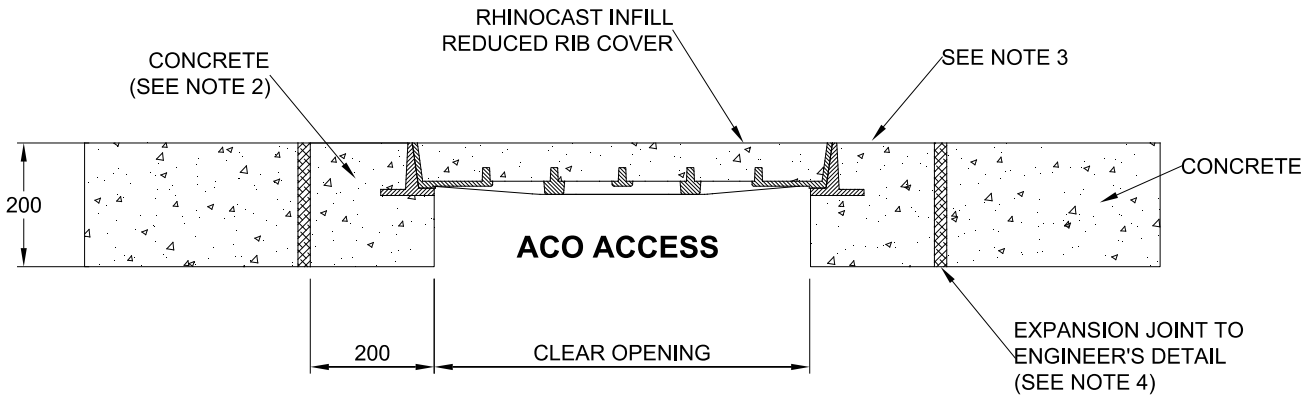 RHINOCAST INFILL
REDUCED RIB COVER
CONCRETE
(SEE NOTE 2)
SEE NOTE 3
CONCRETE
200
ACO ACCESS
200
CLEAR OPENING
EXPANSION JOINT TO
ENGINEER'S DETAIL
(SEE NOTE 4)